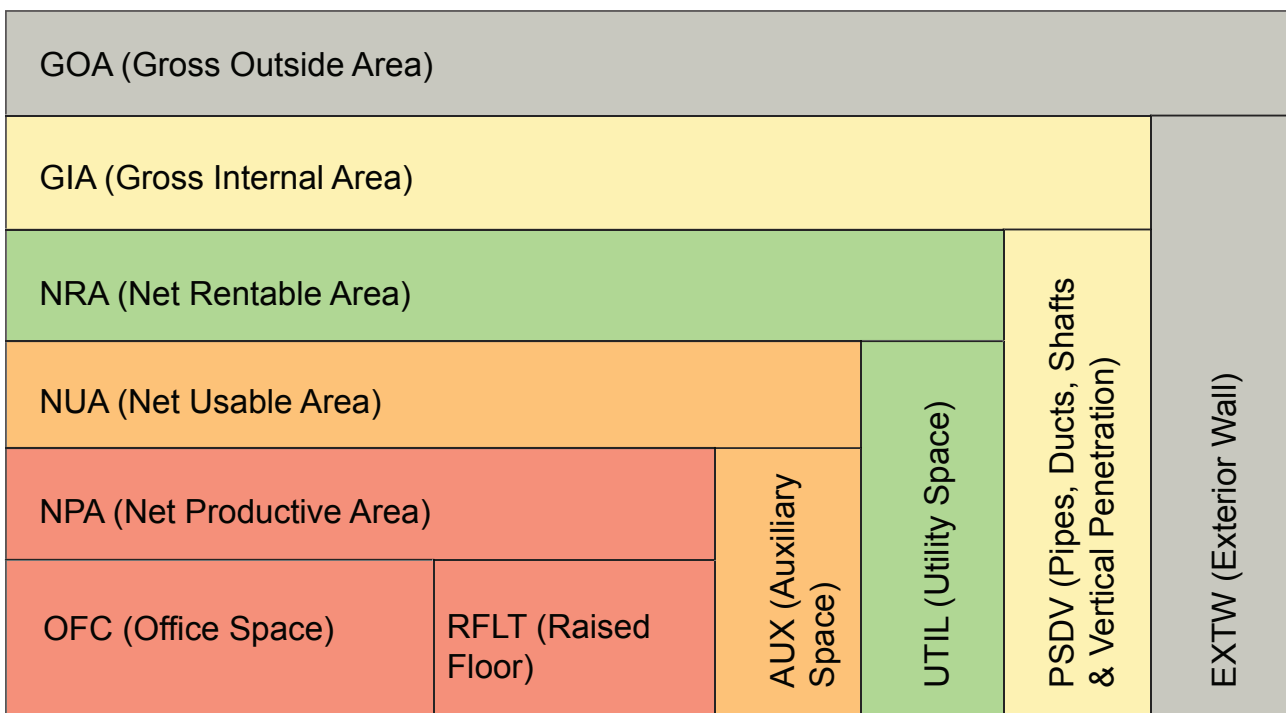 GOA (Gross Outside Area)
GIA (Gross Internal Area)
NRA (Net Rentable Area)
NUA (Net Usable Area)
NPA (Net Productive Area)
OFC (Office Space)
RFLT (Raised
Floor)
AUX (Auxiliary
Space)
UTIL (Utility Space)
PSDV (Pipes, Ducts, Shafts
& Vertical Penetration)
EXTW (Exterior Wall)